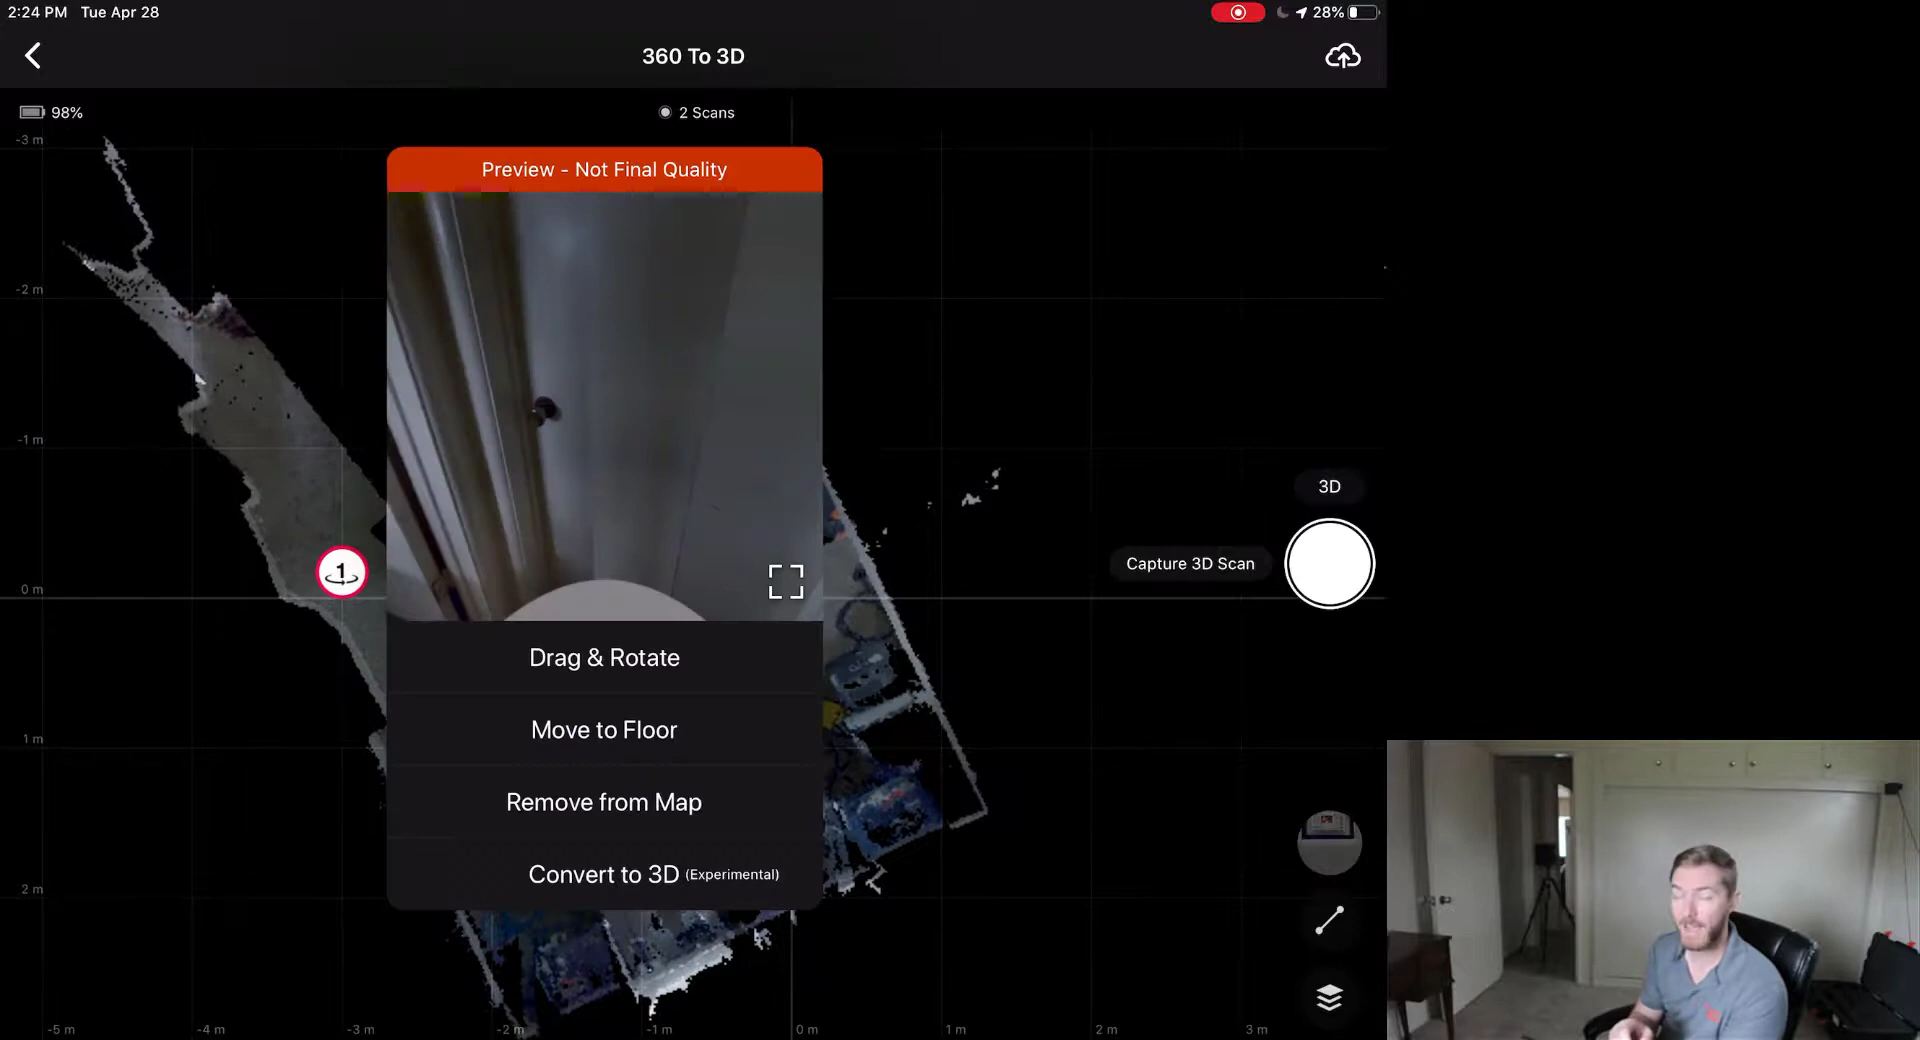 2:24 PM Tue Apr 28
28%
360 To 3D
98%
2 Scans
-3 m
Preview - Not Final Quality
-2 m
-1 m
3D
1
Capture 3D Scan
0 m
Drag & Rotate
Move to Floor
1 m
Remove from Map
Convert to 3D (Experimental)
2 m
-5 m -4 m -3 m -2 m -1 m 0 m 1 m 2 m 3 m